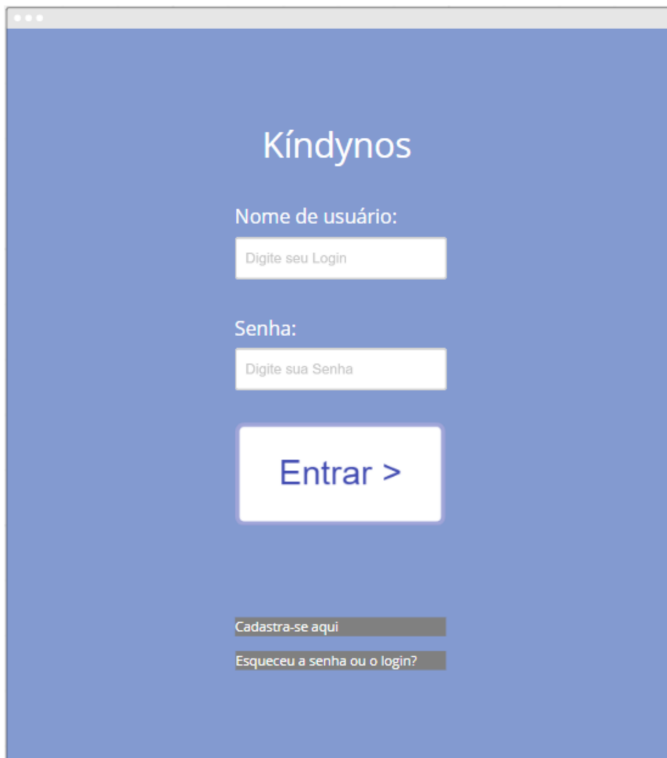 Kíndynos
Nome de usuário:
Digite seu Login
Senha:
Digite sua Senha
Entrar >
Cadastra-se aqui
Esqueceu a senha ou o login?